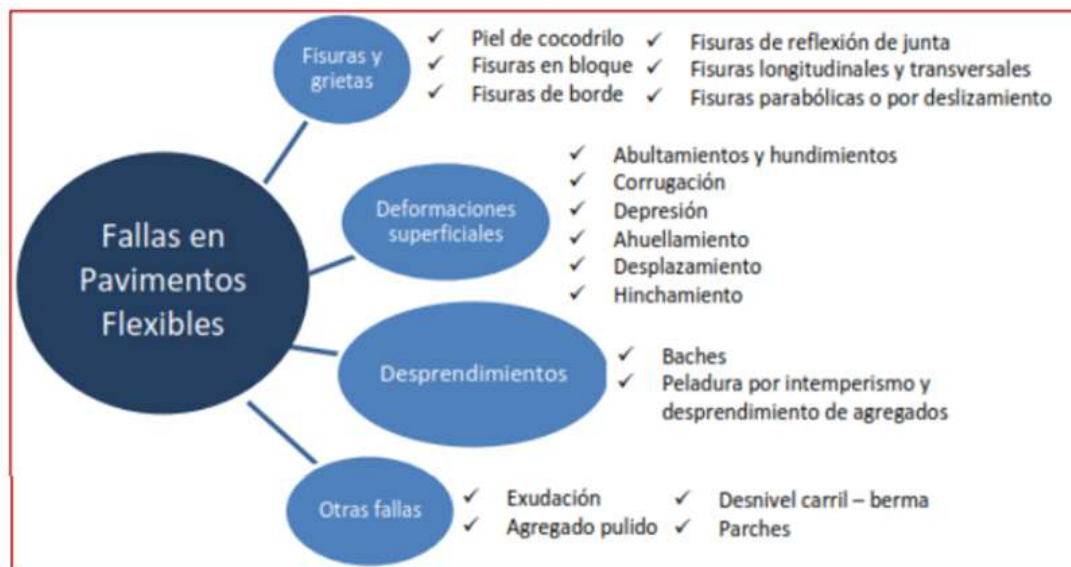 Fallas en
Pavimentos
Flexibles
Fisuras y
grietas
✓ Piel de cocodrilo
✓ Fisuras en bloque
✓ Fisuras de borde
✓ Fisuras de reflexión de junta
✓ Fisuras longitudinales y transversales
✓ Fisuras parabólicas o por deslizamiento
Deformaciones
superficiales
✓ Abultamientos y hundimientos
✓ Corrugación
✓ Depresión
✓ Ahuellamiento
✓ Desplazamiento
✓ Hinchamiento
Desprendimientos
✓ Baches
✓ Peladura por intemperismo y
desprendimiento de agregados
Otras fallas
✓ Exudación
✓ Agregado pulido
✓ Desnivel carril – berma
✓ Parches